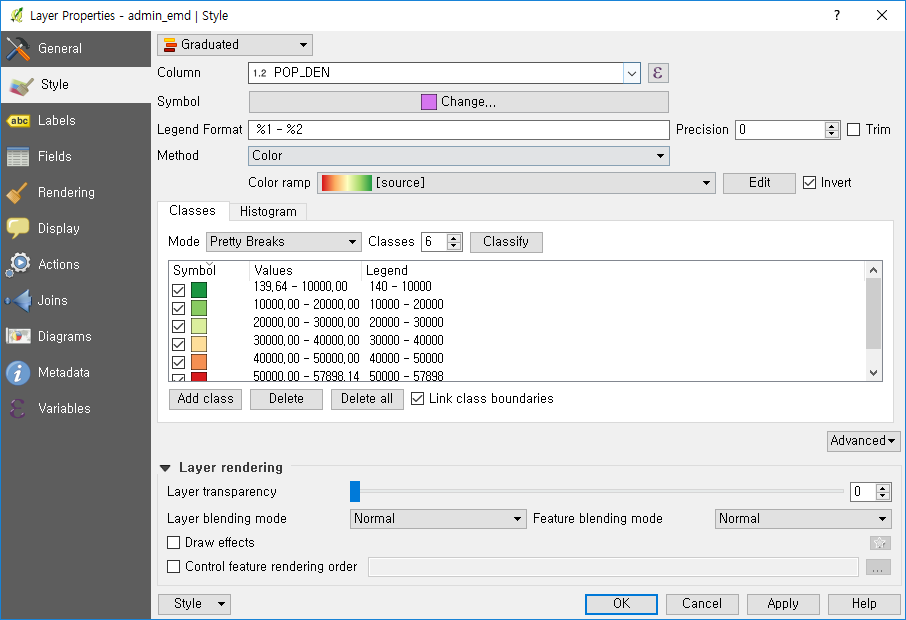 Layer Properties - admin_emd | Style
General
Style
Labels
Fields
Rendering
Display
Actions
Joins
Diagrams
Metadata
Variables
Graduated
Column 1.2 POP_DEN ε
Symbol Change...
Legend Format %1 - %2 Precision 0 Trim
Method Color
Color ramp [source] Edit Invert
Classes Histogram
Mode Pretty Breaks Classes 6 Classify
Symbol Values Legend
139,64 - 10000,00 140 - 10000
10000,00 - 20000,00 10000 - 20000
20000,00 - 30000,00 20000 - 30000
30000,00 - 40000,00 30000 - 40000
40000,00 - 50000,00 40000 - 50000
50000,00 - 57898,14 50000 - 57898
Add class Delete Delete all Link class boundaries
Advanced
Layer rendering
Layer transparency 0
Layer blending mode Normal Feature blending mode Normal
Draw effects
Control feature rendering order ...
Style OK Cancel Apply Help